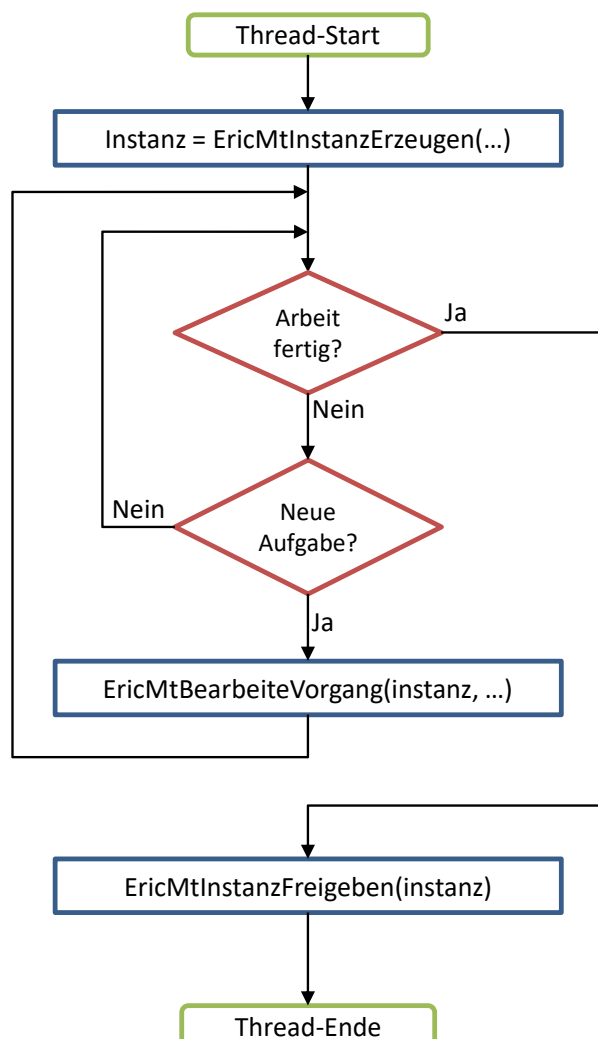 Thread-Start
Instanz = EricMtInstanzErzeugen(...)
Arbeit
fertig?
Ja
Nein
Neue
Aufgabe?
Nein
Ja
EricMtBearbeiteVorgang(instanz, ...)
EricMtInstanzFreigeben(instanz)
Thread-Ende